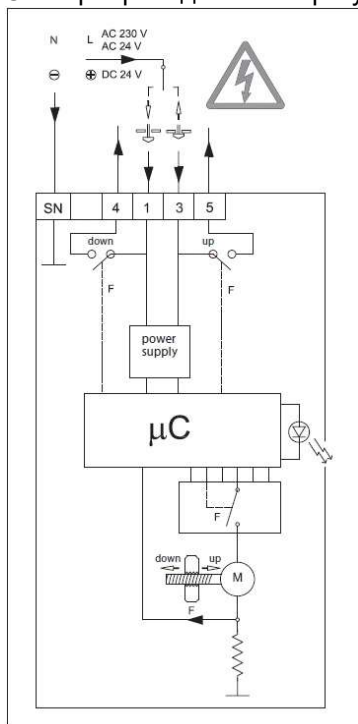 N L AC 230 V
AC 24 V
DC 24 V
SN 4 1 3 5
down up
F F
power
supply
µC
F
down up
M
F